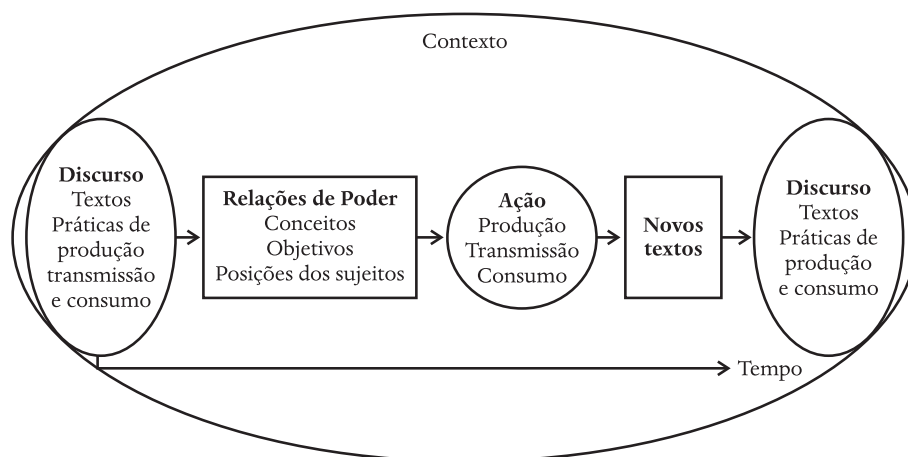 Contexto
Discurso
Textos
Práticas de
produção
transmissão
e consumo
Relações de Poder
Conceitos
Objetivos
Posições dos sujeitos
Ação
Produção
Transmissão
Consumo
Novos
textos
Discurso
Textos
Práticas de
produção
e consumo
Tempo